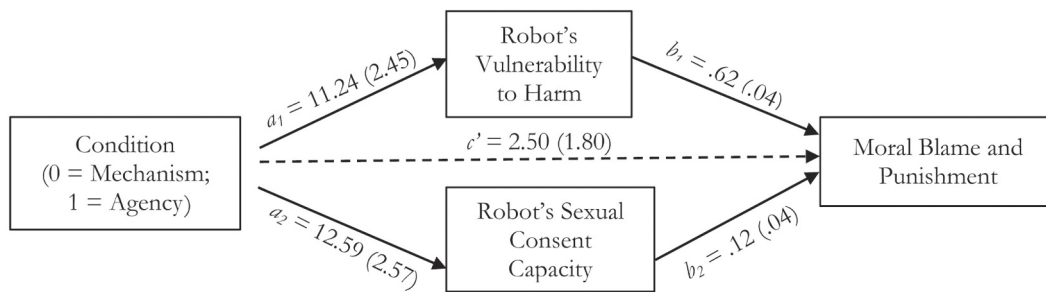 Condition
(0 = Mechanism;
1 = Agency)
a₁ = 11.24 (2.45)
Robot's
Vulnerability
to Harm
b₁ = .62 (.04)
c' = 2.50 (1.80)
a₂ = 12.59 (2.57)
Robot's Sexual
Consent
Capacity
b₂ = .12 (.04)
Moral Blame and
Punishment